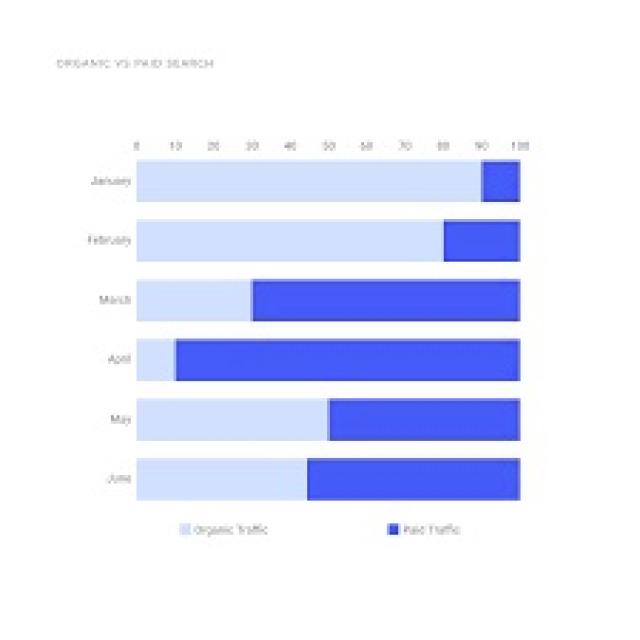 ORGANIC VS PAID SEARCH
0 10 20 30 40 50 60 70 80 90 100
January
February
March
April
May
June
Organic Traffic Paid Traffic